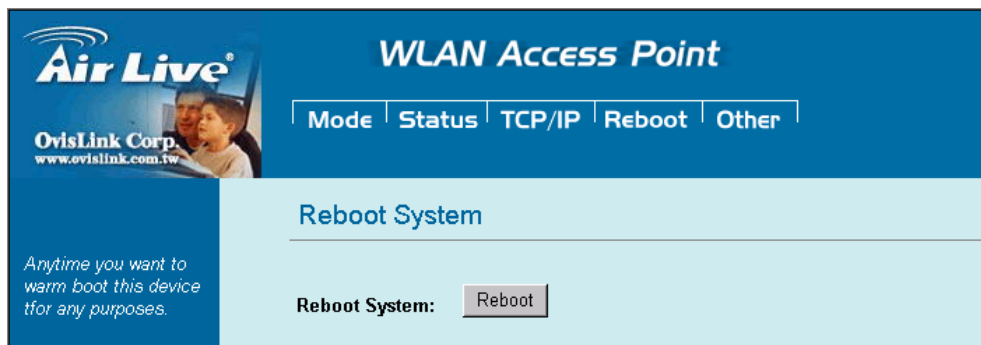 Air Live®
OvisLink Corp.
www.ovislink.com.tw
WLAN Access Point
Mode Status TCP/IP Reboot Other
Reboot System
Anytime you want to
warm boot this device
tfor any purposes.
Reboot System: Reboot